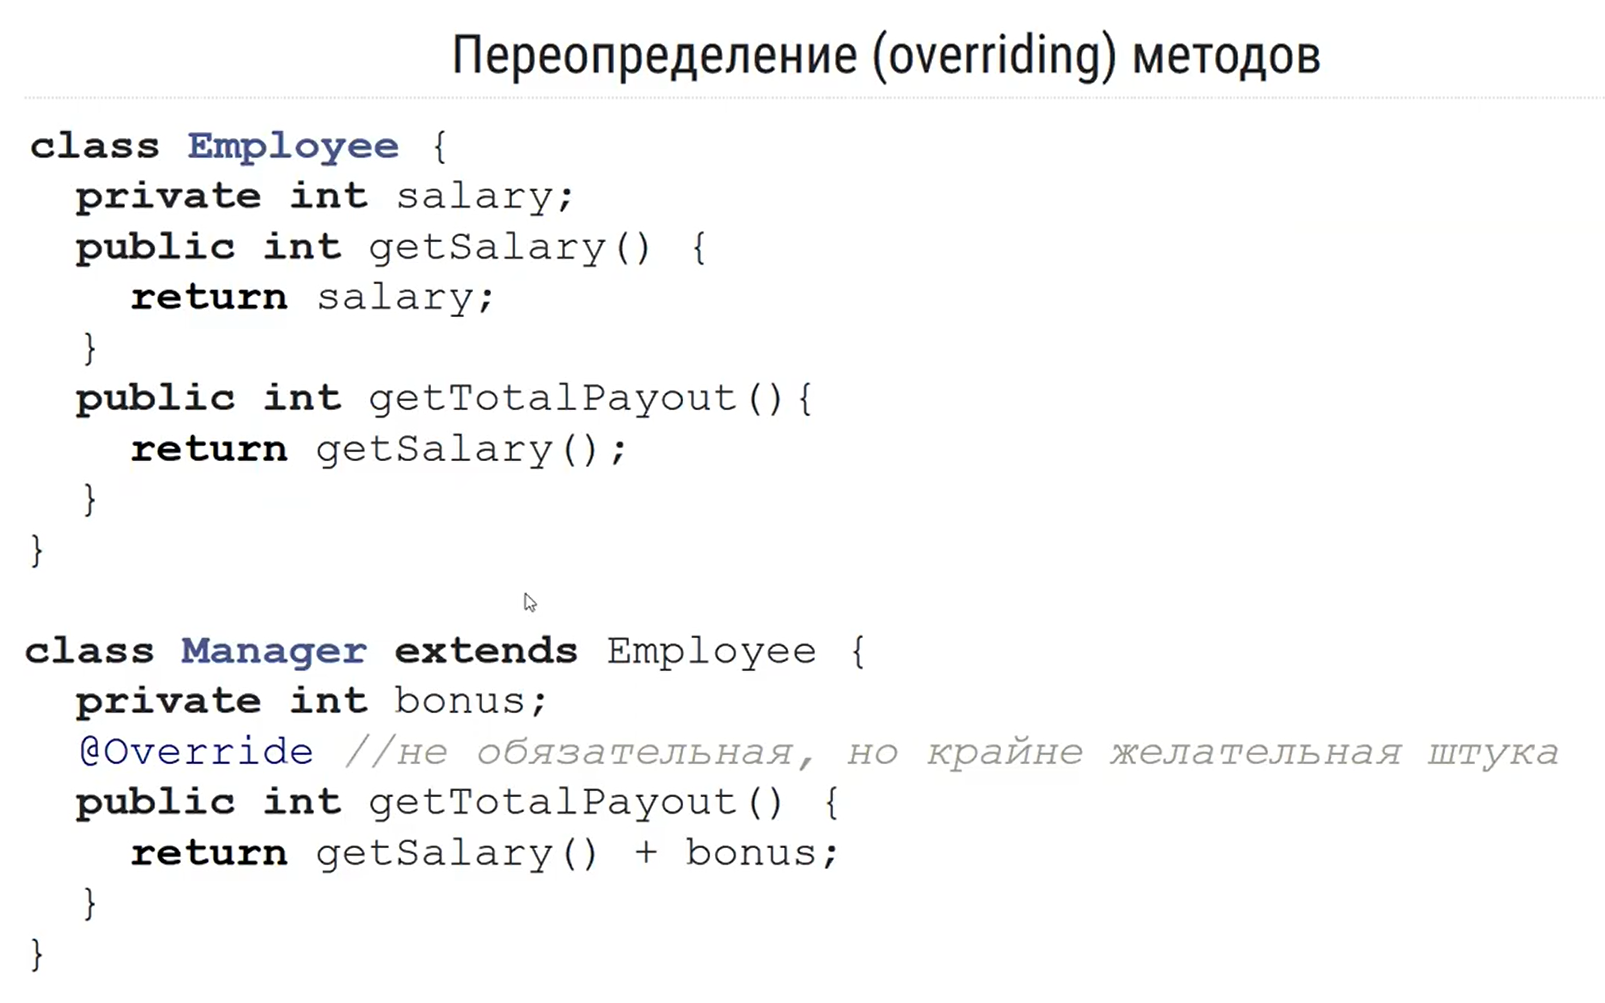 Переопределение (overriding) методов
class Employee {
private int salary;
public int getSalary() {
return salary;
}
public int getTotalPayout(){
return getSalary();
}
}
class Manager extends Employee {
private int bonus;
@Override //не обязательная, но крайне желательная штука
public int getTotalPayout() {
return getSalary() + bonus;
}
}